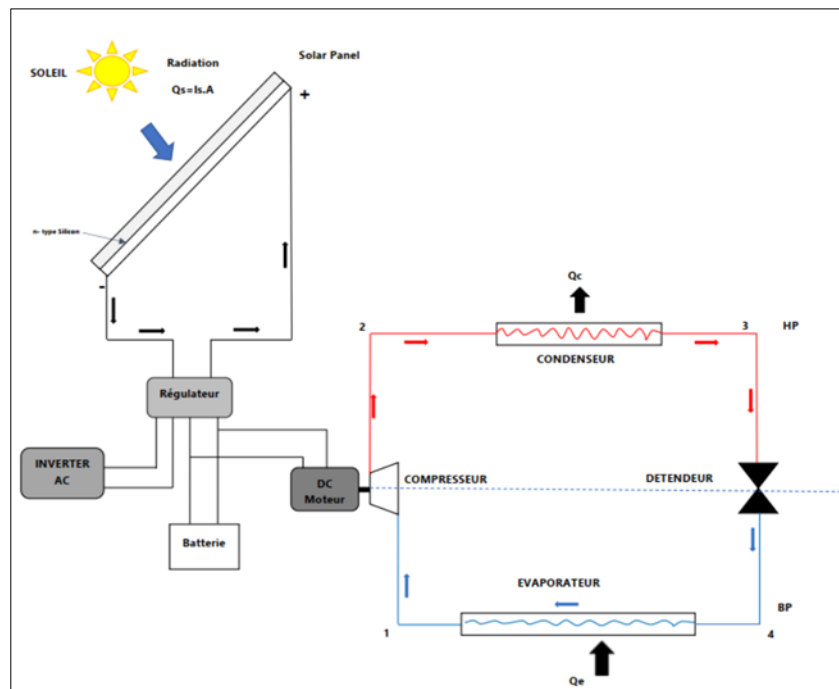 Solar Panel
Radiation
SOLEIL
Qs=Is.A
+
n- type Silicon
-
Qc
2
3
HP
CONDENSEUR
Régulateur
INVERTER
AC
DC
Moteur
COMPRESSEUR
DETENDEUR
Batterie
EVAPORATEUR
BP
1
4
Qe